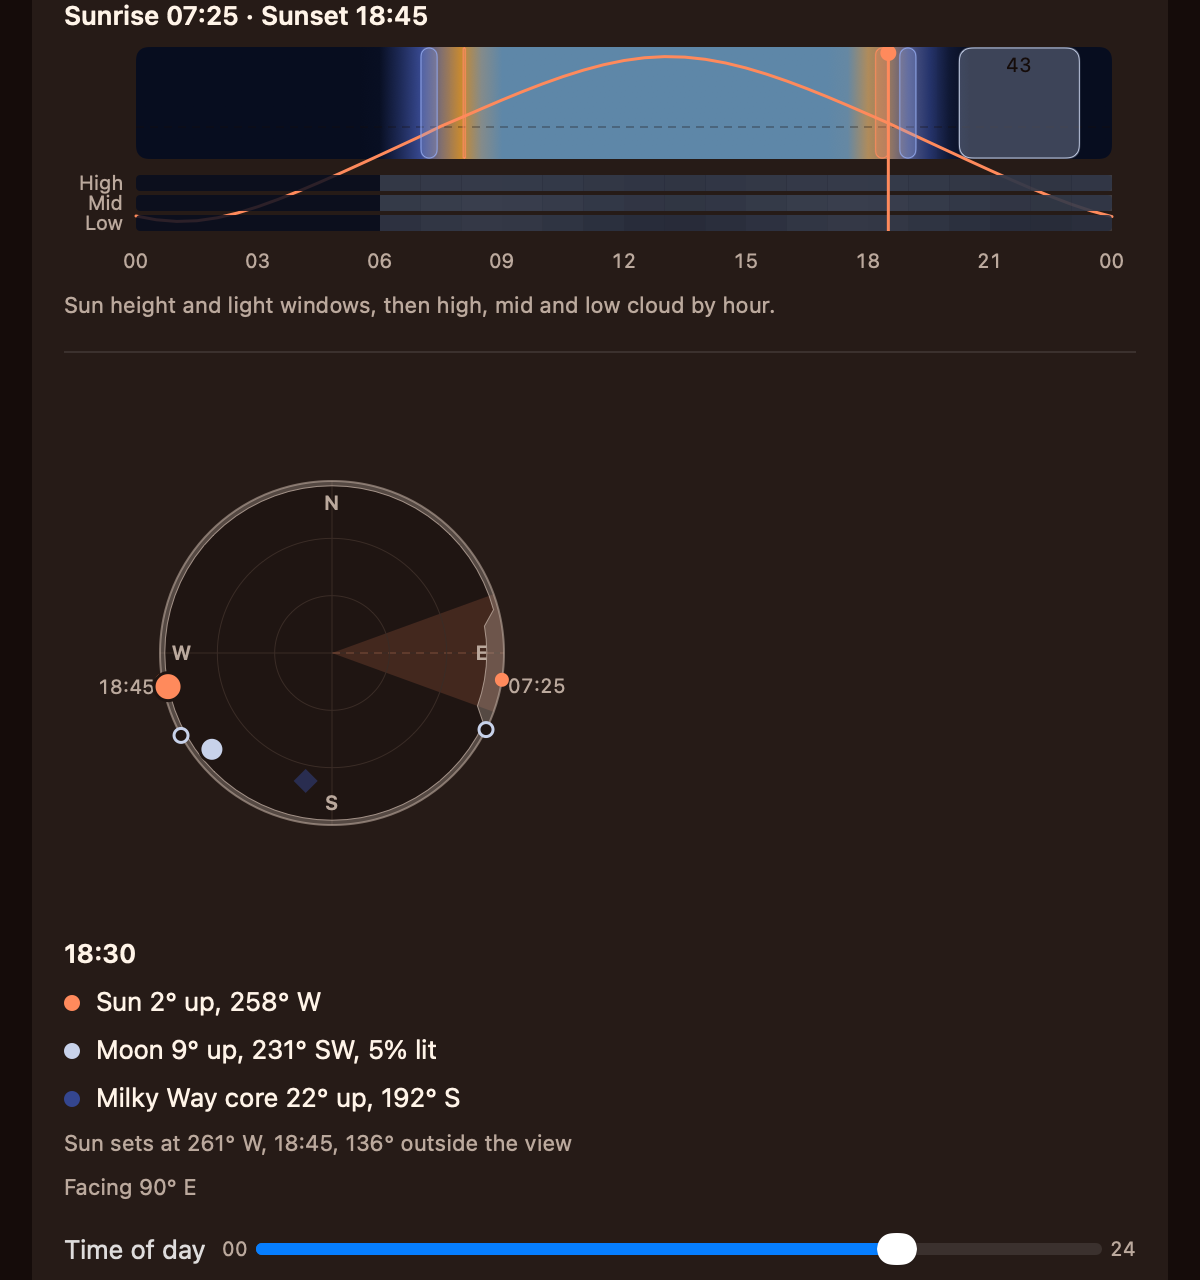 Sunrise 07:25 · Sunset 18:45
43
High
Mid
Low
00 03 06 09 12 15 18 21 00
Sun height and light windows, then high, mid and low cloud by hour.
N
W E
18:45 07:25
S
18:30
Sun 2° up, 258° W
Moon 9° up, 231° SW, 5% lit
Milky Way core 22° up, 192° S
Sun sets at 261° W, 18:45, 136° outside the view
Facing 90° E
Time of day 00 24